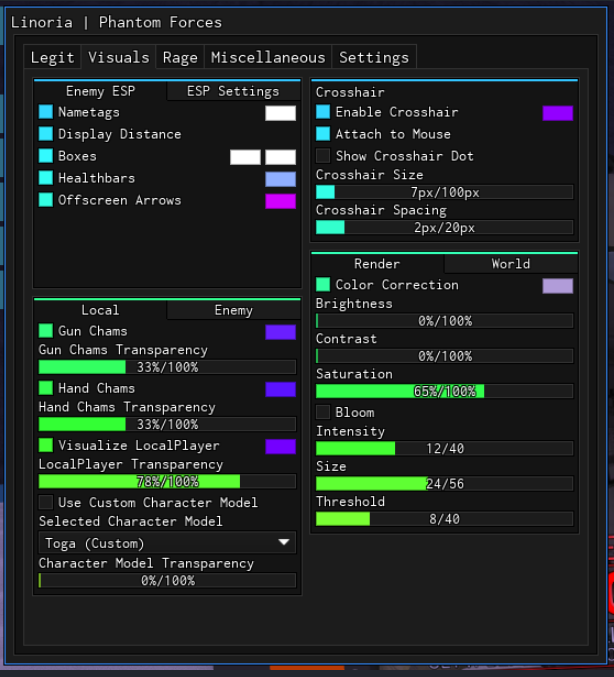 Linoria | Phantom Forces
Legit Visuals Rage Miscellaneous Settings
Enemy ESP ESP Settings
Nametags
Display Distance
Boxes
Healthbars
Offscreen Arrows
Local Enemy
Gun Chams
Gun Chams Transparency
33%/100%
Hand Chams
Hand Chams Transparency
33%/100%
Visualize LocalPlayer
LocalPlayer Transparency
78%/100%
Use Custom Character Model
Selected Character Model
Toga (Custom)
Character Model Transparency
0%/100%
Crosshair
Enable Crosshair
Attach to Mouse
Show Crosshair Dot
Crosshair Size
7px/100px
Crosshair Spacing
2px/20px
Render World
Color Correction
Brightness
0%/100%
Contrast
0%/100%
Saturation
65%/100%
Bloom
Intensity
12/40
Size
24/56
Threshold
8/40